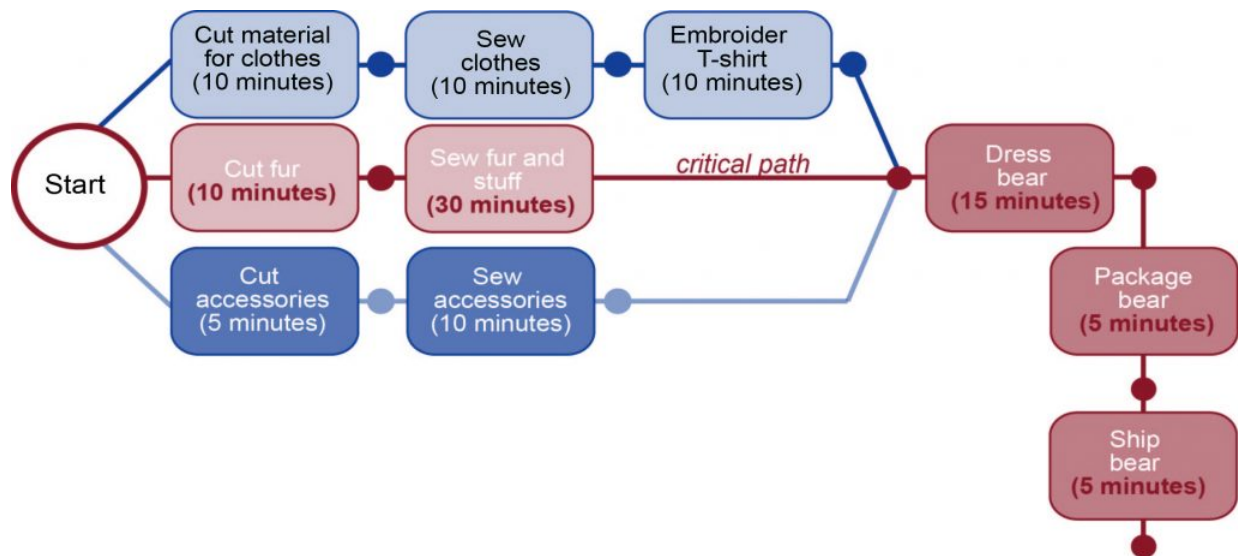 Cut material
for clothes
(10 minutes)
Sew
clothes
(10 minutes)
Embroider
T-shirt
(10 minutes)
Start
Cut fur
(10 minutes)
Sew fur and
stuff
(30 minutes)
critical path
Dress
bear
(15 minutes)
Cut
accessories
(5 minutes)
Sew
accessories
(10 minutes)
Package
bear
(5 minutes)
Ship
bear
(5 minutes)